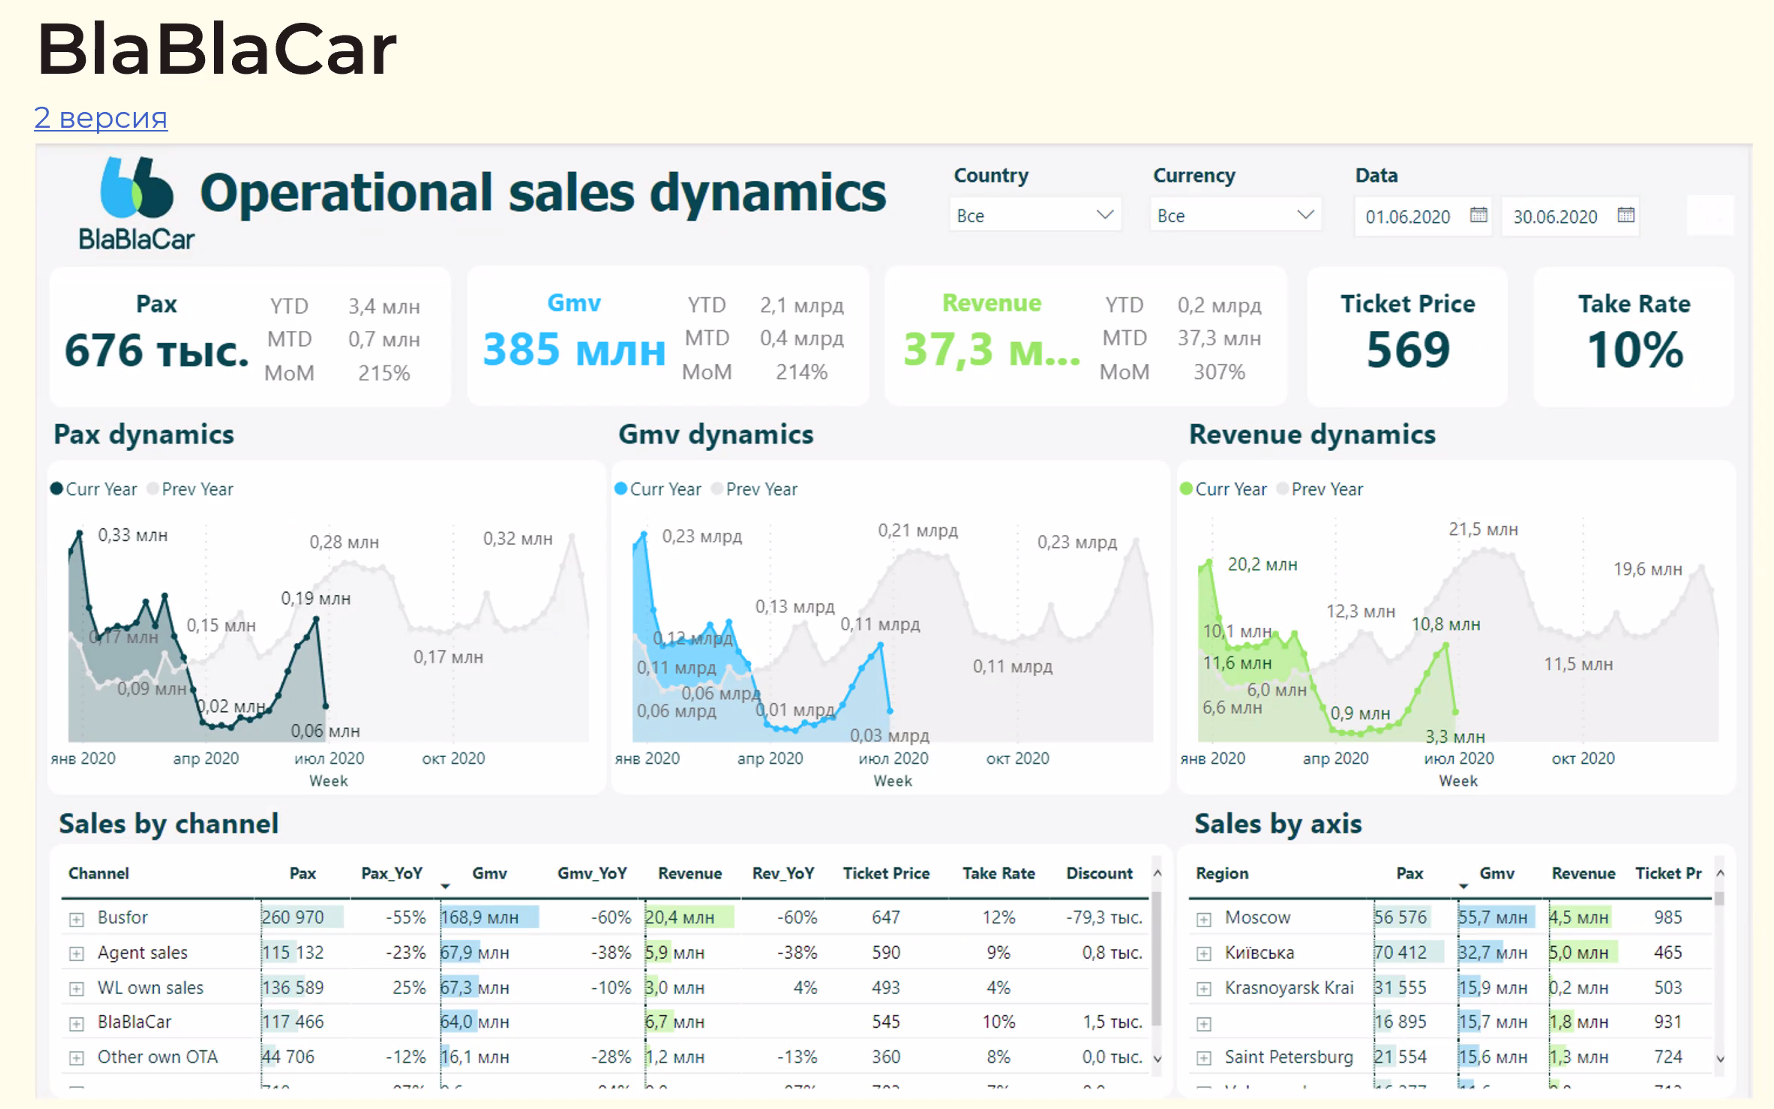 BlaBlaCar
2 версия
BlaBlaCar
Operational sales dynamics
Country
Все
Currency
Все
Data
01.06.2020
30.06.2020
Pax
676 тыс.
YTD 3,4 млн
MTD 0,7 млн
MoM 215%
Gmv
385 млн
YTD 2,1 млрд
MTD 0,4 млрд
MoM 214%
Revenue
37,3 м...
YTD 0,2 млрд
MTD 37,3 млн
MoM 307%
Ticket Price
569
Take Rate
10%
Pax dynamics
Curr Year Prev Year
0,33 млн
0,28 млн
0,32 млн
0,19 млн
0,15 млн
0,17 млн
0,17 млн
0,09 млн
0,02 млн
0,06 млн
янв 2020 апр 2020 июл 2020 окт 2020
Week
Gmv dynamics
Curr Year Prev Year
0,23 млрд
0,21 млрд
0,23 млрд
0,13 млрд
0,11 млрд
0,12 млрд
0,11 млрд
0,11 млрд
0,06 млрд
0,06 млрд
0,01 млрд
0,03 млрд
янв 2020 апр 2020 июл 2020 окт 2020
Week
Revenue dynamics
Curr Year Prev Year
21,5 млн
20,2 млн
19,6 млн
12,3 млн
10,8 млн
10,1 млн
11,6 млн
11,5 млн
6,0 млн
6,6 млн
0,9 млн
3,3 млн
янв 2020 апр 2020 июл 2020 окт 2020
Week
Sales by channel
Channel Pax Pax_YoY Gmv Gmv_YoY Revenue Rev_YoY Ticket Price Take Rate Discount
Busfor 260 970 -55% 168,9 млн -60% 20,4 млн -60% 647 12% -79,3 тыс.
Agent sales 115 132 -23% 67,9 млн -38% 5,9 млн -38% 590 9% 0,8 тыс.
WL own sales 136 589 25% 67,3 млн -10% 3,0 млн 4% 493 4%
BlaBlaCar 117 466 64,0 млн 6,7 млн 545 10% 1,5 тыс.
Other own OTA 44 706 -12% 16,1 млн -28% 1,2 млн -13% 360 8% 0,0 тыс.
Sales by axis
Region Pax Gmv Revenue Ticket Pr
Moscow 56 576 55,7 млн 4,5 млн 985
Київська 70 412 32,7 млн 5,0 млн 465
Krasnoyarsk Krai 31 555 15,9 млн 0,2 млн 503
16 895 15,7 млн 1,8 млн 931
Saint Petersburg 21 554 15,6 млн 1,3 млн 724